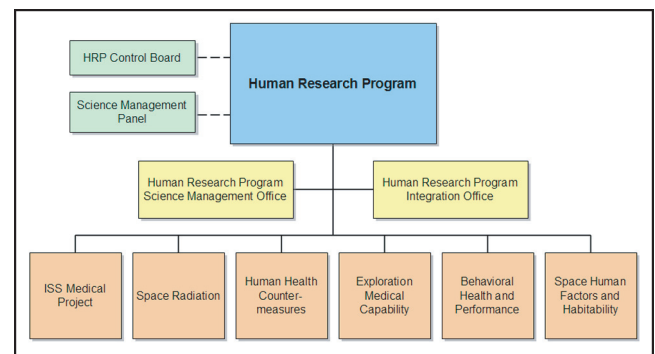 HRP Control Board
Human Research Program
Science Management
Panel
Human Research Program
Science Management Office
Human Research Program
Integration Office
ISS Medical
Project
Space Radiation
Human Health
Counter-
measures
Exploration
Medical
Capability
Behavioral
Health and
Performance
Space Human
Factors and
Habitability